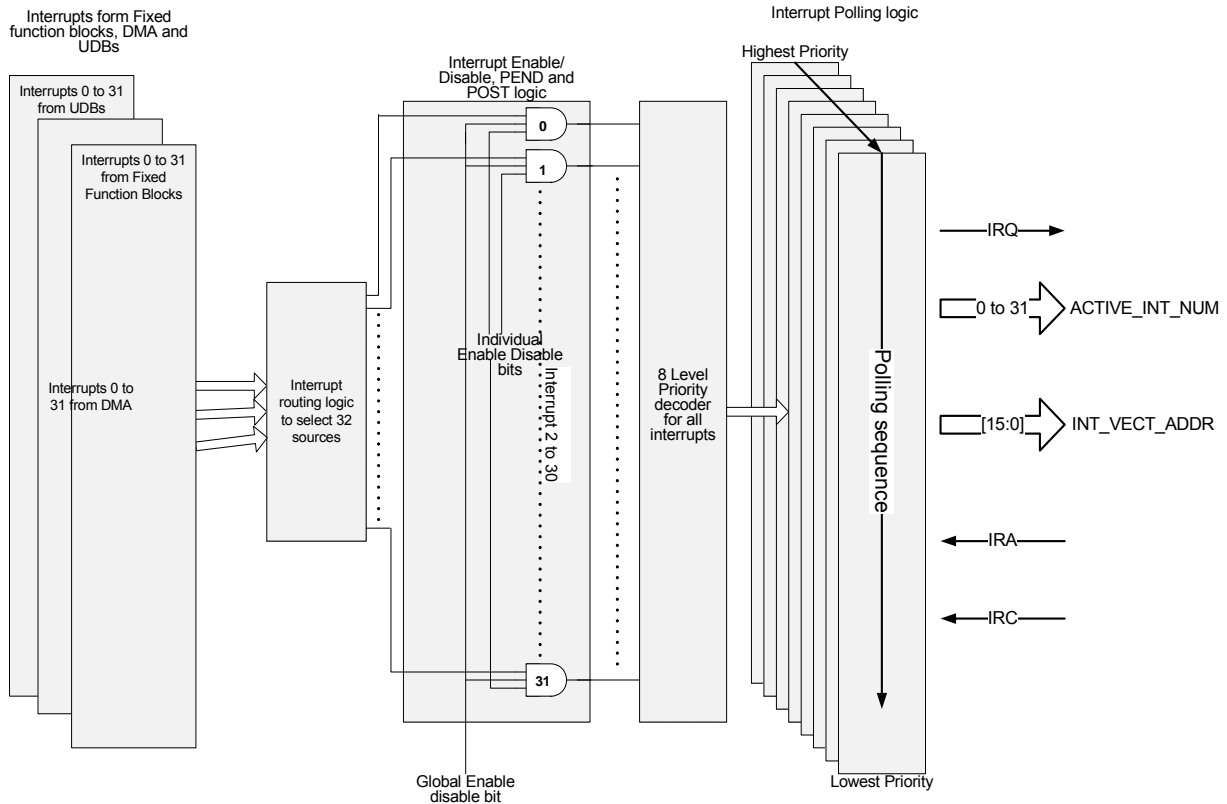 Interrupts form Fixed
function blocks, DMA and
UDBs
Interrupts 0 to 31
from UDBs
Interrupts 0 to 31
from Fixed
Function Blocks
Interrupts 0 to
31 from DMA
Interrupt
routing logic
to select 32
sources
Interrupt Enable/
Disable, PEND and
POST logic
0
1
Individual
Enable Disable
bits
Interrupt 2 to 30
31
Global Enable
disable bit
8 Level
Priority
decoder
for all
interrupts
Interrupt Polling logic
Highest Priority
Polling sequence
Lowest Priority
IRQ
0 to 31
ACTIVE_INT_NUM
[15:0]
INT_VECT_ADDR
IRA
IRC